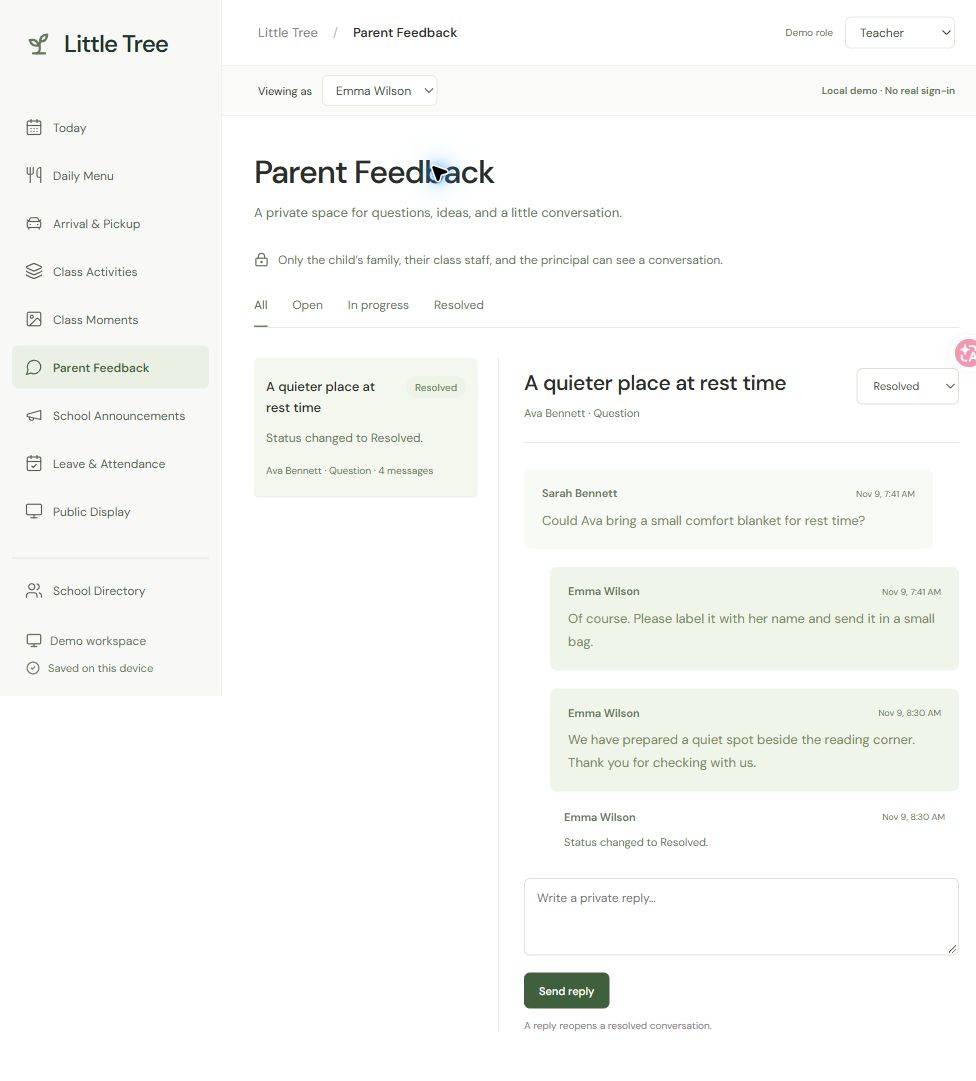 Little Tree
Today
Daily Menu
Arrival & Pickup
Class Activities
Class Moments
Parent Feedback
School Announcements
Leave & Attendance
Public Display
School Directory
Demo workspace
Saved on this device
Little Tree / Parent Feedback
Demo role Teacher
Viewing as Emma Wilson
Local demo · No real sign-in
Parent Feedback
A private space for questions, ideas, and a little conversation.
Only the child's family, their class staff, and the principal can see a conversation.
All Open In progress Resolved
A quieter place at
rest time
Resolved
Status changed to Resolved.
Ava Bennett · Question · 4 messages
A quieter place at rest time
Resolved
Ava Bennett · Question
Sarah Bennett Nov 9, 7:41 AM
Could Ava bring a small comfort blanket for rest time?
Emma Wilson Nov 9, 7:41 AM
Of course. Please label it with her name and send it in a small
bag.
Emma Wilson Nov 9, 8:30 AM
We have prepared a quiet spot beside the reading corner.
Thank you for checking with us.
Emma Wilson Nov 9, 8:30 AM
Status changed to Resolved.
Write a private reply...
Send reply
A reply reopens a resolved conversation.